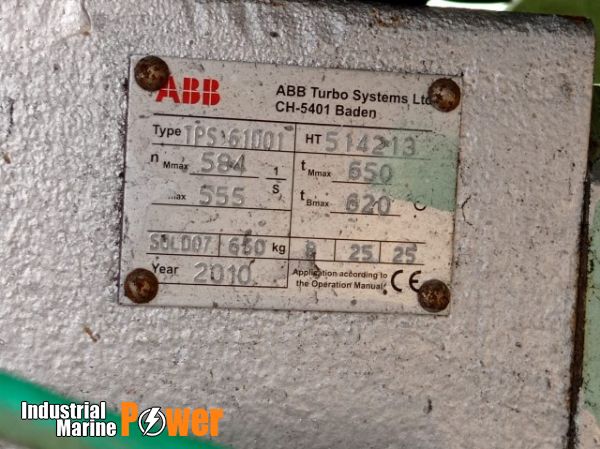 ABB
ABB Turbo Systems Ltd
CH-5401 Baden
Type TPS 61D01 HT 514213
n Mmax 584 1/s t Mmax 650
max 555 t Bmax 620 °C
SOLD07 650 kg 8 25 25
Year 2010 Application according to the Operation Manual CE
Industrial
Marine Power